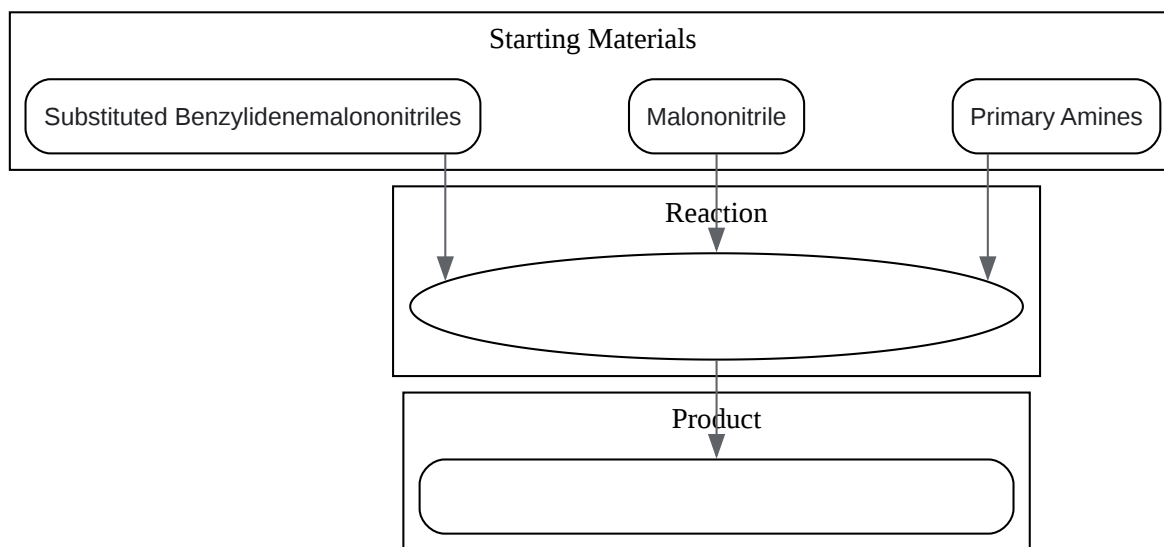 Starting Materials
Substituted Benzylidenemalononitriles
Malononitrile
Primary Amines
Reaction
Product